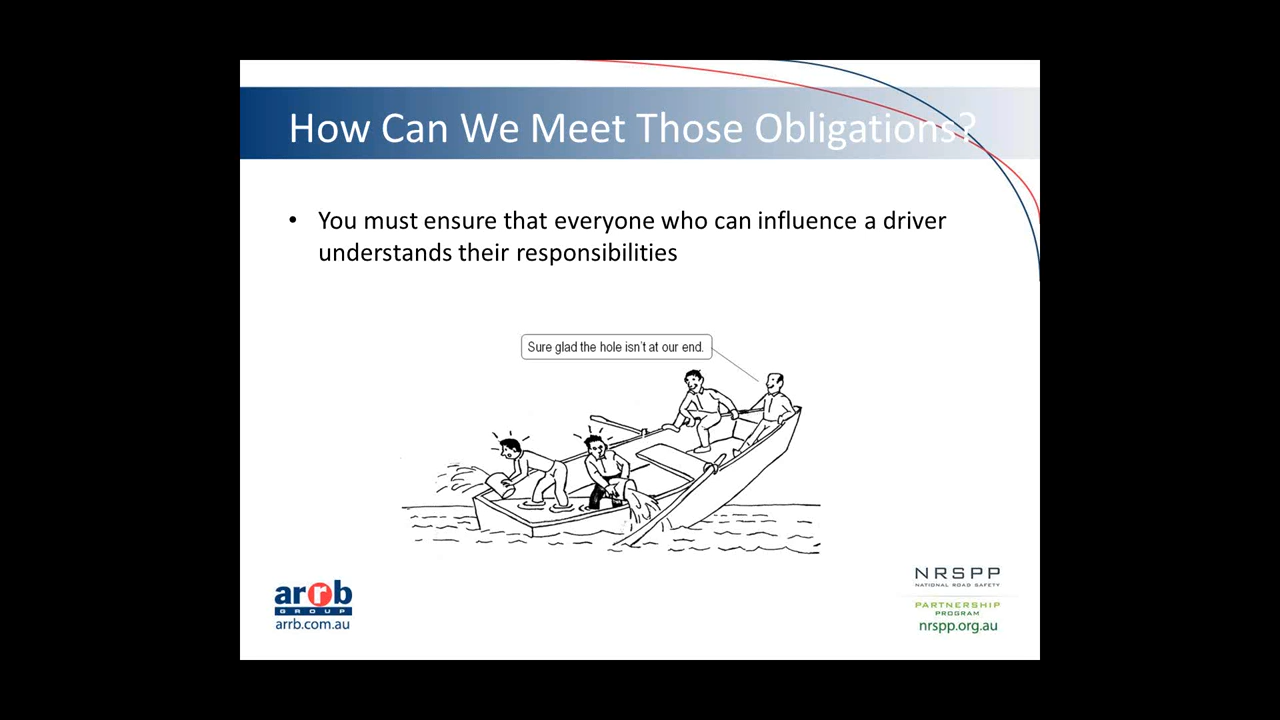 How Can We Meet Those Obligations?
• You must ensure that everyone who can influence a driver
understands their responsibilities
Sure glad the hole isn't at our end.
arrb
GROUP
arrb.com.au
NRSPP
NATIONAL ROAD SAFETY
PARTNERSHIP
PROGRAM
nrspp.org.au